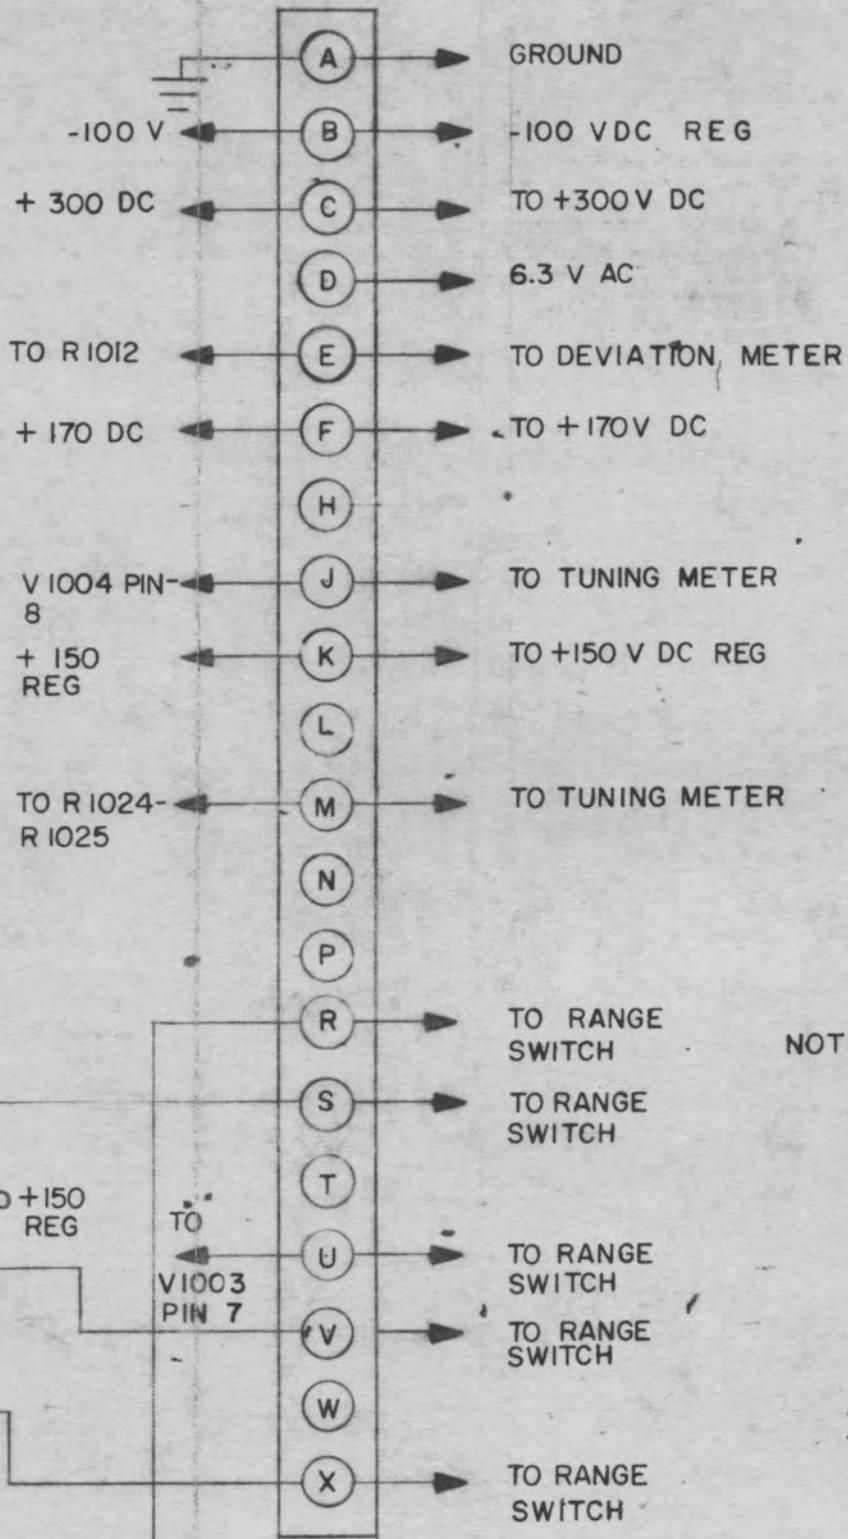 A GROUND
-100 V B -100 VDC REG
+ 300 DC C TO +300V DC
D 6.3 V AC
TO R1012 E TO DEVIATION METER
+ 170 DC F TO +170V DC
H
V1004 PIN- J TO TUNING METER
8
+ 150 K TO +150 V DC REG
REG
L
TO R1024- M TO TUNING METER
R1025
N
P
R TO RANGE
SWITCH NOT
S TO RANGE
SWITCH
T
+150
REG
TO U TO RANGE
SWITCH
V1003
PIN 7
V TO RANGE
SWITCH
W
X TO RANGE
SWITCH